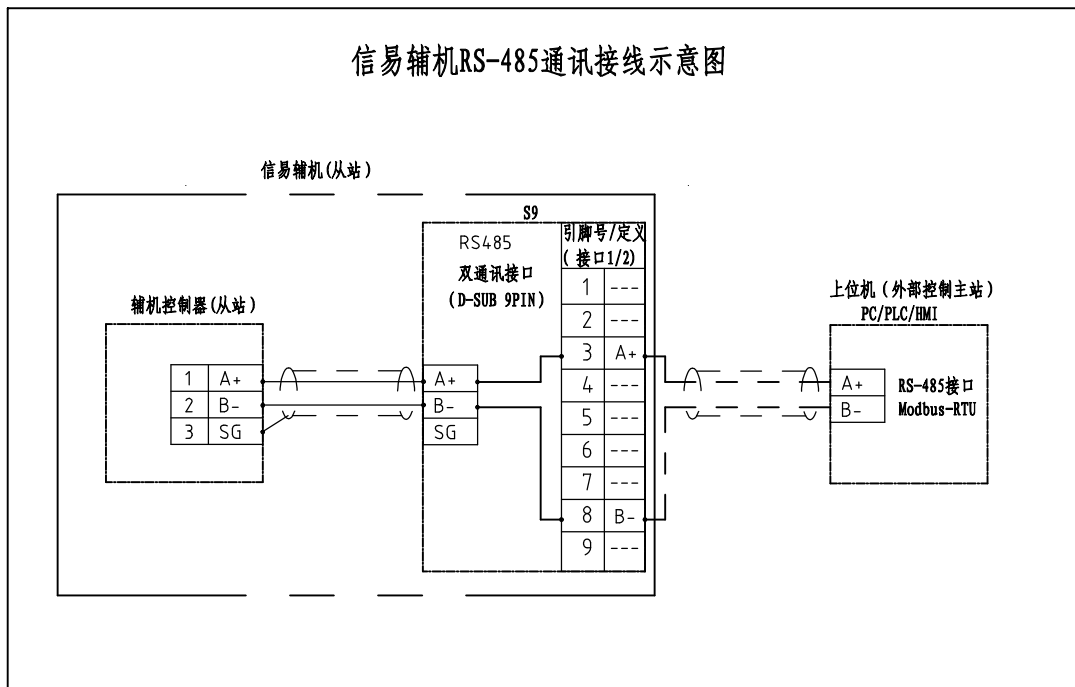 信易辅机RS-485通讯接线示意图
信易辅机(从站)
S9
RS485
双通讯接口
(D-SUB 9PIN)
引脚号/定义
( 接口1/2)
1 ---
2 ---
3 A+
4 ---
5 ---
6 ---
7 ---
8 B-
9 ---
辅机控制器(从站)
1 A+
2 B-
3 SG
A+
B-
SG
上位机 (外部控制主站)
PC/PLC/HMI
A+
B-
RS-485接口
Modbus-RTU